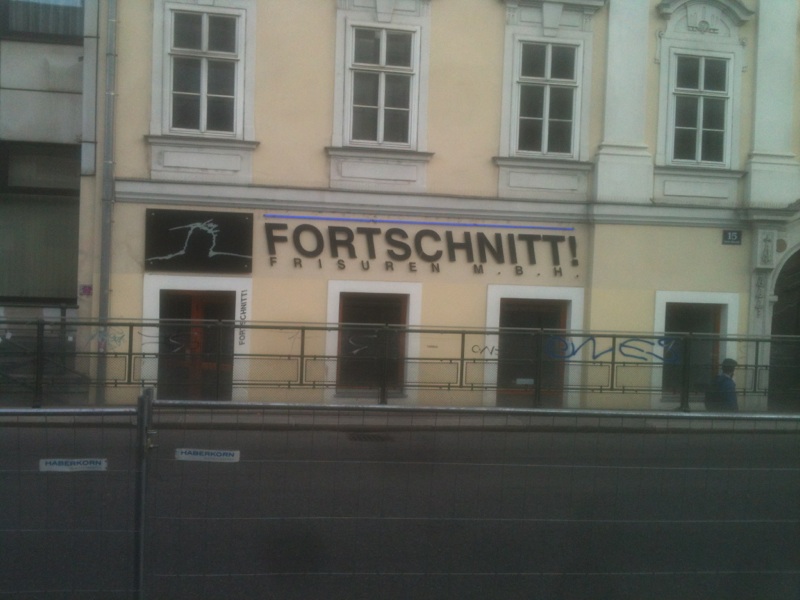 FORTSCHNITT!
FRISUREN M.B.H.
15
FORTSCHNITT!
HABERKORN
HABERKORN